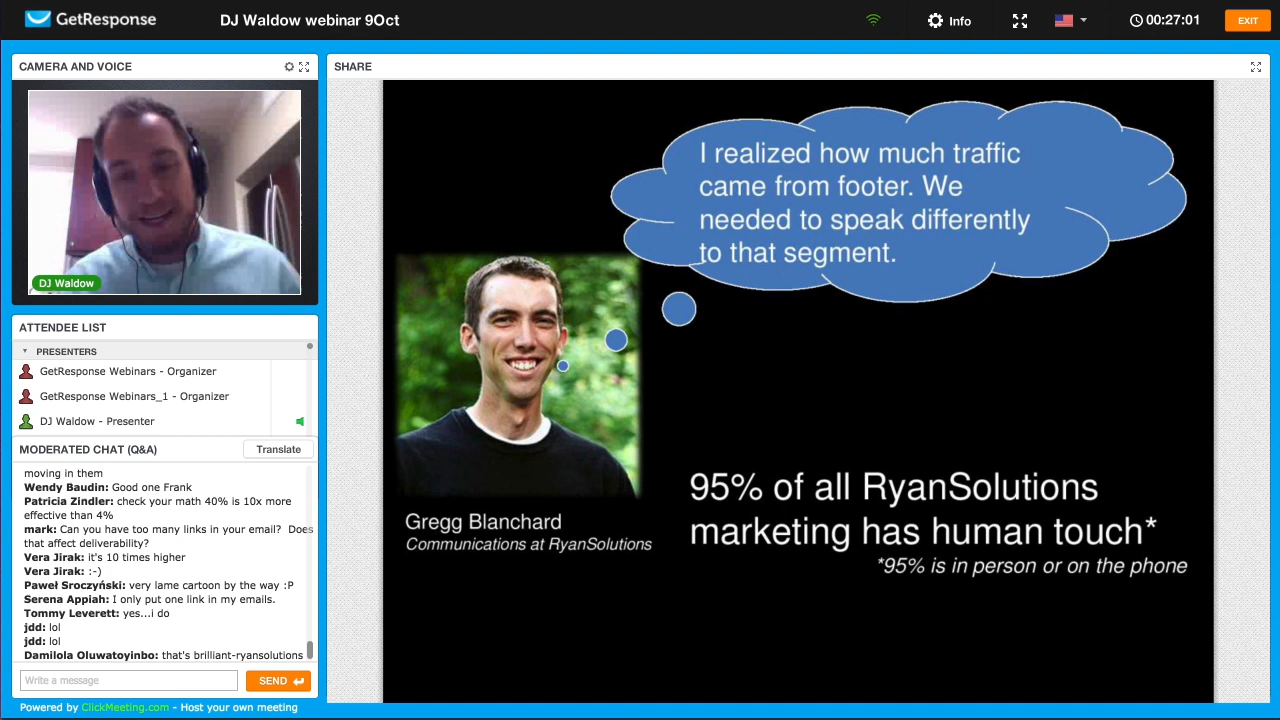 GetResponse
DJ Waldow webinar 9Oct
Info
00:27:01
EXIT
CAMERA AND VOICE
DJ Waldow
ATTENDEE LIST
PRESENTERS
GetResponse Webinars - Organizer
GetResponse Webinars_1 - Organizer
DJ Waldow - Presenter
MODERATED CHAT (Q&A)
Translate
moving in them
Wendy Baudin: Good one Frank
Patricia Zindler: check your math 40% is 10x more
effective than 4%
mark: Can you have too many links in your email? Does
that affect deliverability?
Vera Jirak: it's 10 times higher
Vera Jirak: :-)
Paweł Sroczyński: very lame cartoon by the way :P
Serena Appiah: I only put one link in my emails.
Tommy Leverett: yes...i do
jdd: lol
jdd: lol
Damilola Oluwatoyinbo: that's brilliant-ryansolutions
Write a message
SEND
Powered by ClickMeeting.com - Host your own meeting
SHARE
I realized how much traffic
came from footer. We
needed to speak differently
to that segment.
Gregg Blanchard
Communications at RyanSolutions
95% of all RyanSolutions
marketing has human touch*
*95% is in person or on the phone